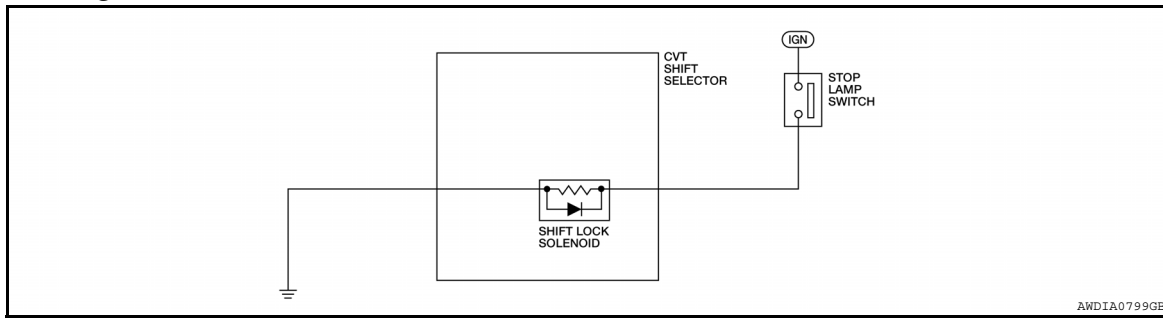 IGN
CVT
SHIFT
SELECTOR
STOP
LAMP
SWITCH
SHIFT LOCK
SOLENOID
AWDIA0799GB